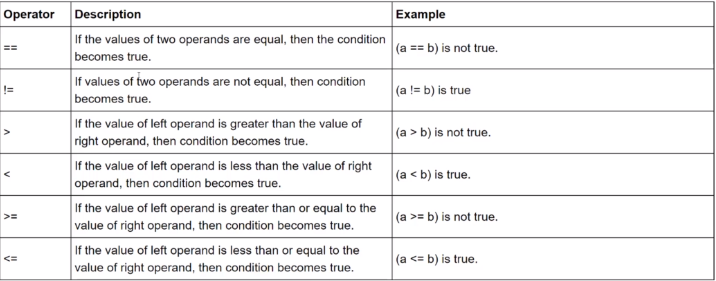 Operator Description Example
== If the values of two operands are equal, then the condition becomes true. (a == b) is not true.
!= If values of two operands are not equal, then condition becomes true. (a != b) is true
> If the value of left operand is greater than the value of right operand, then condition becomes true. (a > b) is not true.
< If the value of left operand is less than the value of right operand, then condition becomes true. (a < b) is true.
>= If the value of left operand is greater than or equal to the value of right operand, then condition becomes true. (a >= b) is not true.
<= If the value of left operand is less than or equal to the value of right operand, then condition becomes true. (a <= b) is true.